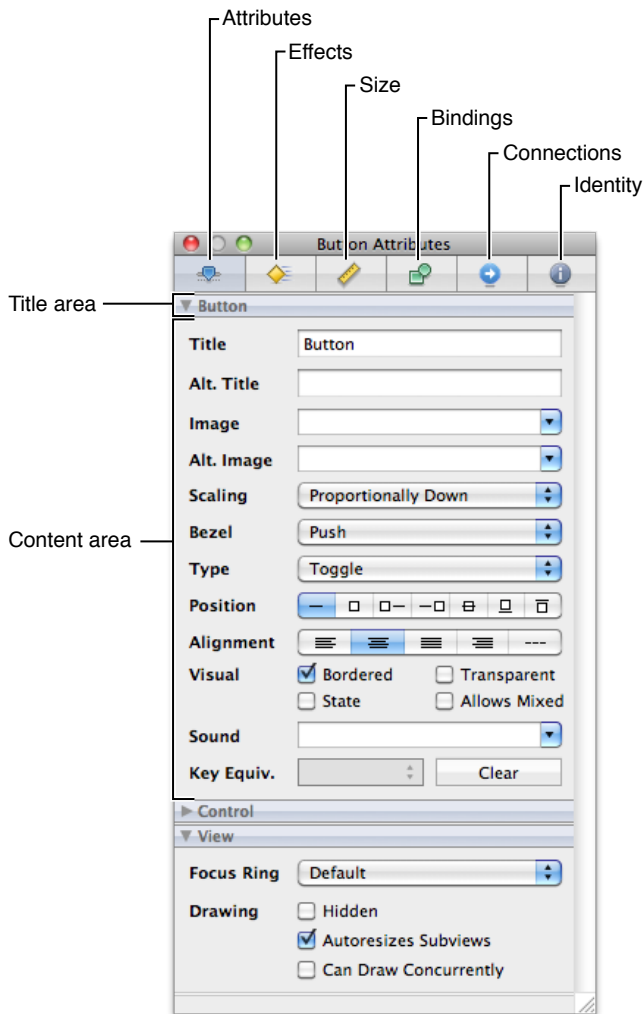 Attributes
Effects
Size
Bindings
Connections
Identity
Button Attributes
Title area
Button
Title
Button
Alt. Title
Image
Alt. Image
Scaling
Proportionally Down
Content area
Bezel
Push
Type
Toggle
Position
Alignment
Visual
Bordered
Transparent
State
Allows Mixed
Sound
Key Equiv.
Clear
Control
View
Focus Ring
Default
Drawing
Hidden
Autoresizes Subviews
Can Draw Concurrently